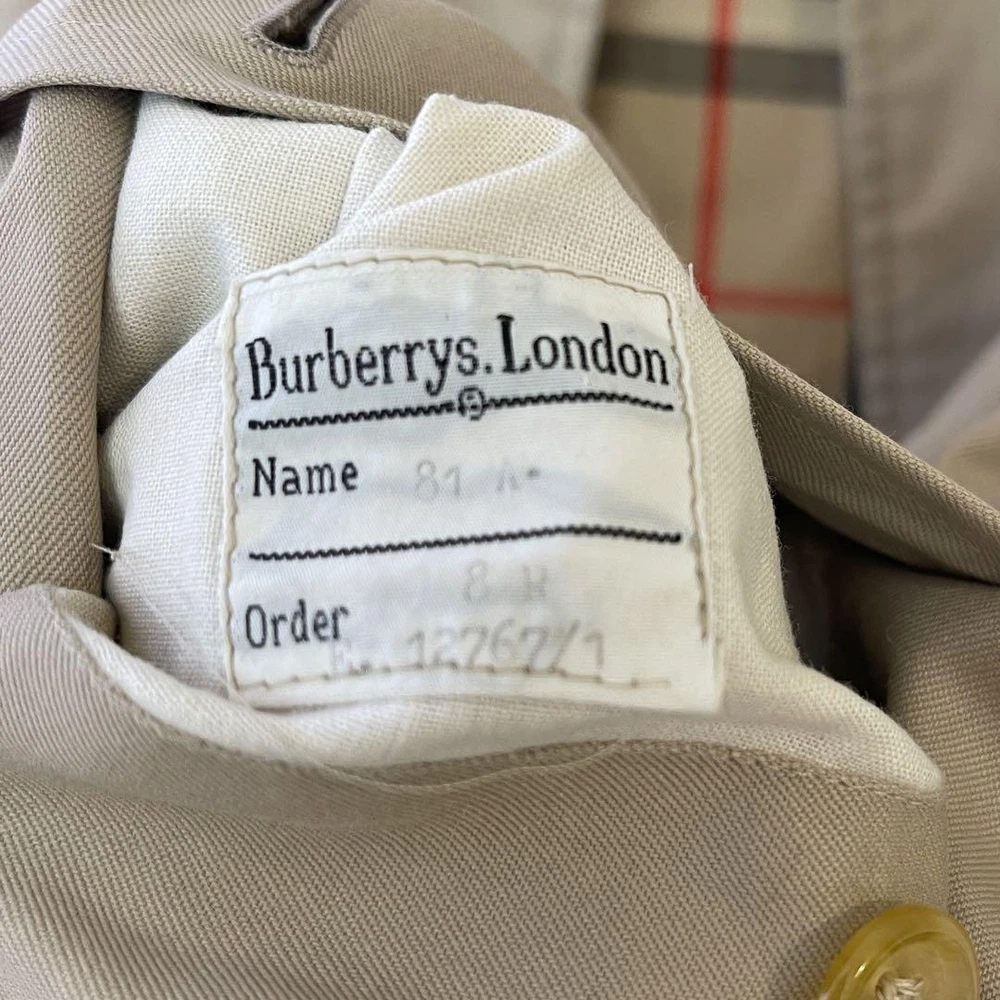 Burberrys. London
Name 81
8 H
Order
12767/1